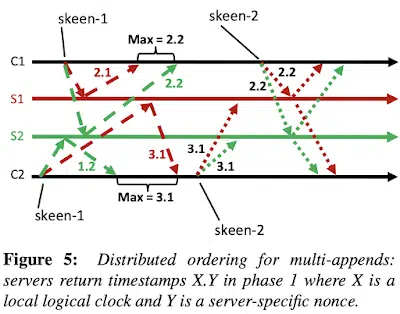 skeen-1
skeen-2
Max = 2.2
C1
2.1
2.2
2.2
2.2
S1
S2
1.2
3.1
3.1
3.1
C2
Max = 3.1
skeen-1
skeen-2
Figure 5: Distributed ordering for multi-appends:
servers return timestamps X.Y in phase 1 where X is a
local logical clock and Y is a server-specific nonce.